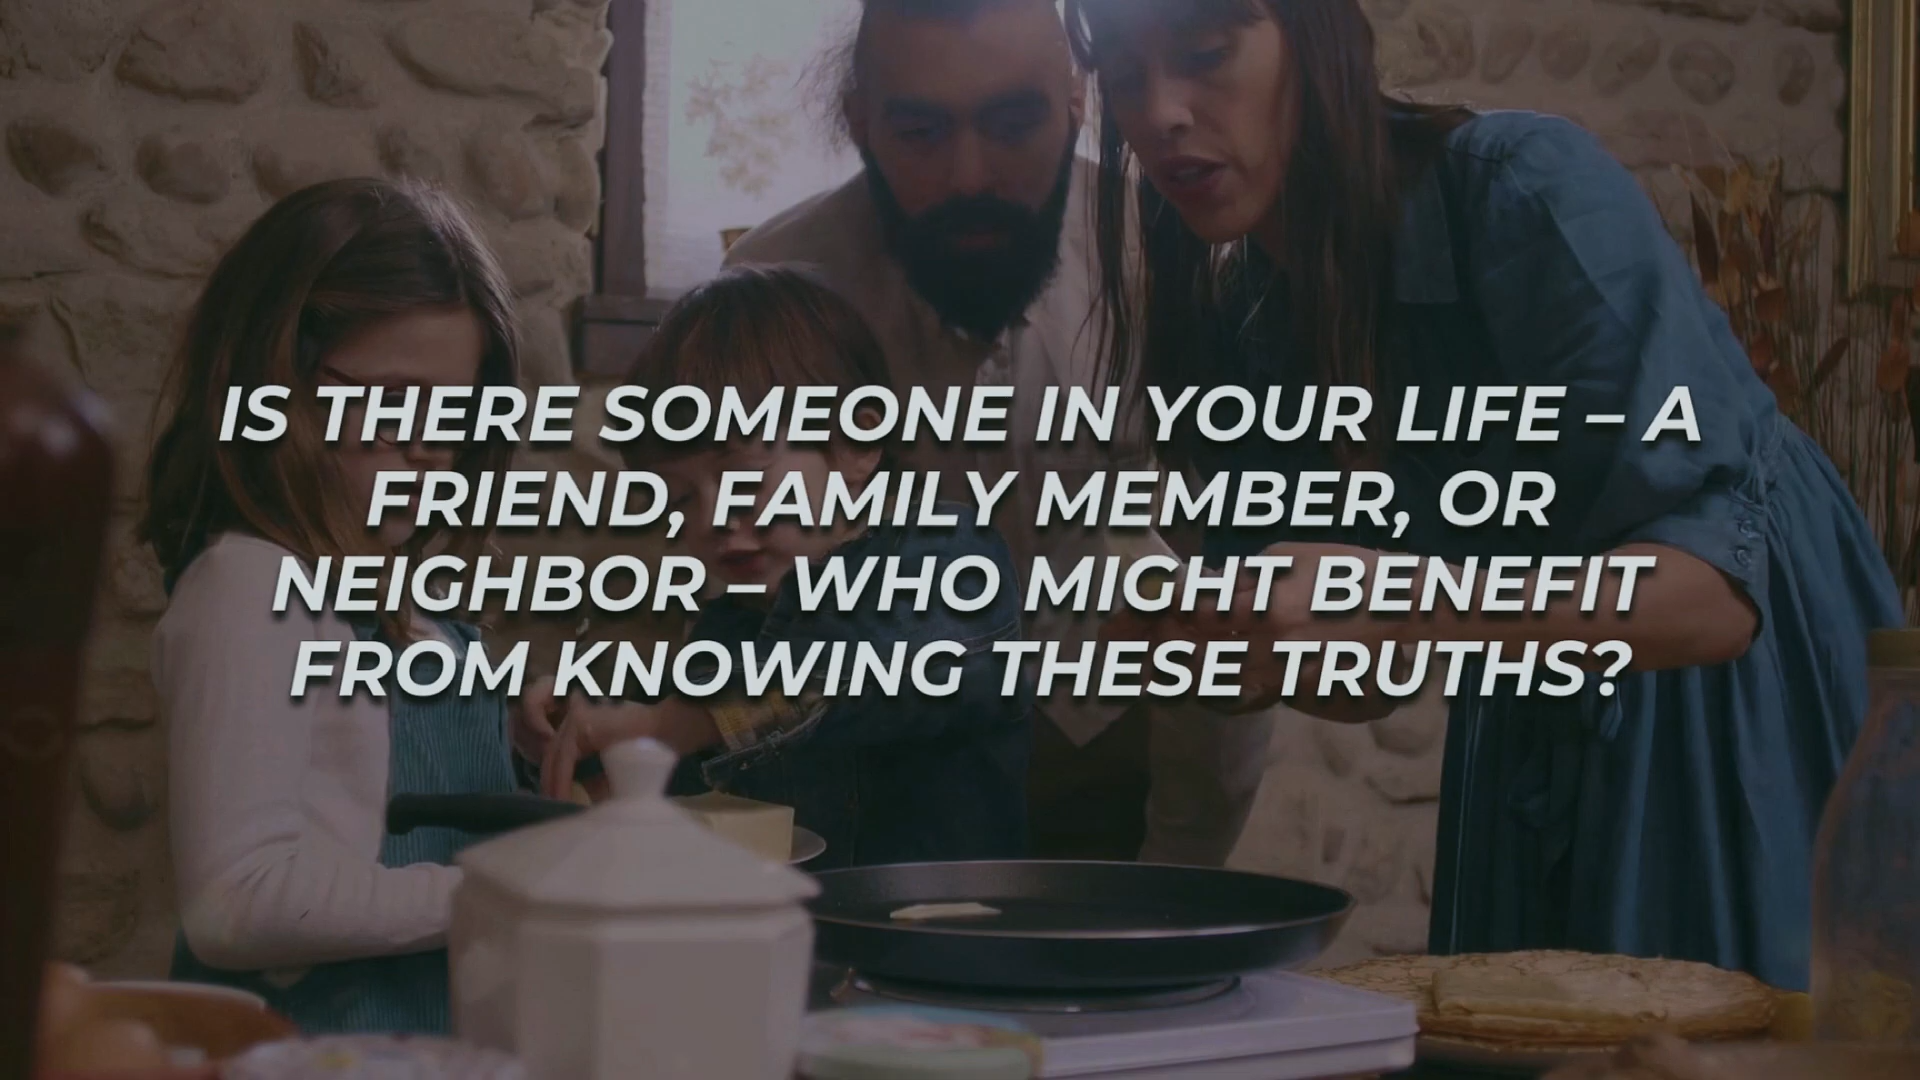 IS THERE SOMEONE IN YOUR LIFE – A
FRIEND, FAMILY MEMBER, OR
NEIGHBOR – WHO MIGHT BENEFIT
FROM KNOWING THESE TRUTHS?